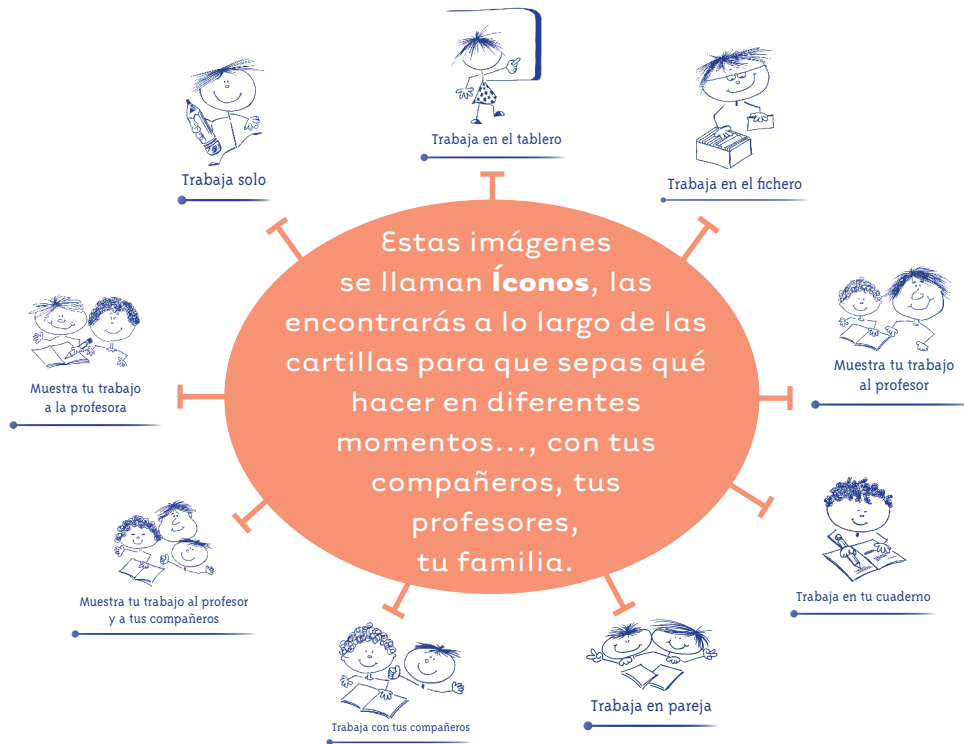 Trabaja en el tablero
Trabaja solo
Trabaja en el fichero
Estas imágenes
se llaman Íconos, las
encontrarás a lo largo de las
cartillas para que sepas qué
hacer en diferentes
momentos..., con tus
compañeros, tus
profesores,
tu familia.
Muestra tu trabajo
a la profesora
Muestra tu trabajo
al profesor
Muestra tu trabajo al profesor
y a tus compañeros
Trabaja en tu cuaderno
Trabaja con tus compañeros
Trabaja en pareja